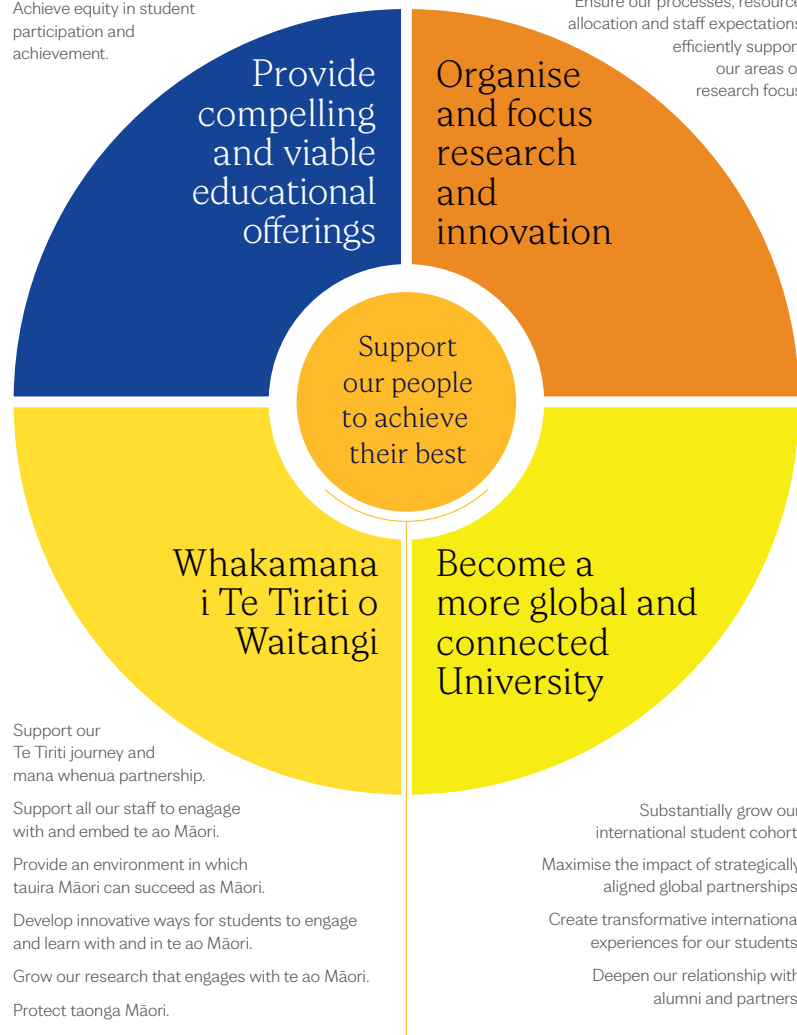 Achieve equity in student
participation and
achievement.
Ensure our processes, resource
allocation and staff expectations
efficiently support
our areas of
research focus
Provide
compelling
and viable
educational
offerings
Organise
and focus
research
and
innovation
Support
our people
to achieve
their best
Whakamana
i Te Tiriti o
Waitangi
Become a
more global and
connected
University
Support our
Te Tiriti journey and
mana whenua partnership.
Support all our staff to enagage
with and embed te ao Māori.
Provide an environment in which
tauira Māori can succeed as Māori.
Develop innovative ways for students to engage
and learn with and in te ao Māori.
Grow our research that engages with te ao Māori.
Protect taonga Māori.
Substantially grow our
international student cohort
Maximise the impact of strategically
aligned global partnerships
Create transformative internationa
experiences for our students
Deepen our relationship with
alumni and partners